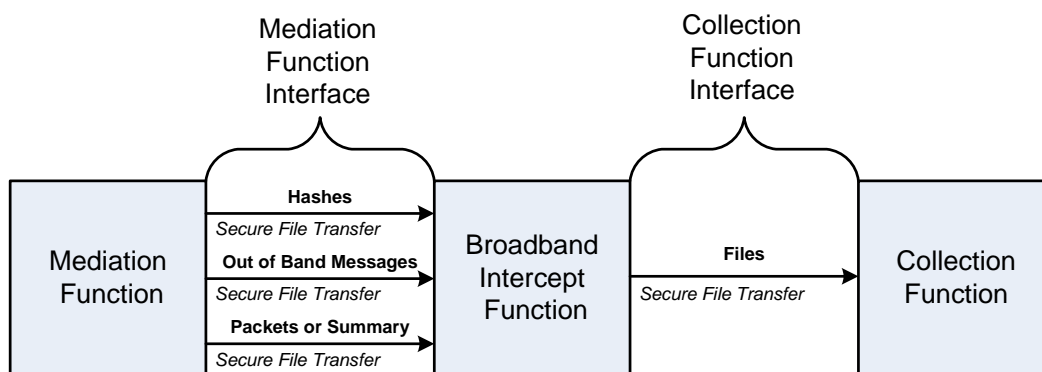 Mediation
Function
Interface
Collection
Function
Interface
Mediation
Function
Hashes
Secure File Transfer
Out of Band Messages
Secure File Transfer
Packets or Summary
Secure File Transfer
Broadband
Intercept
Function
Files
Secure File Transfer
Collection
Function